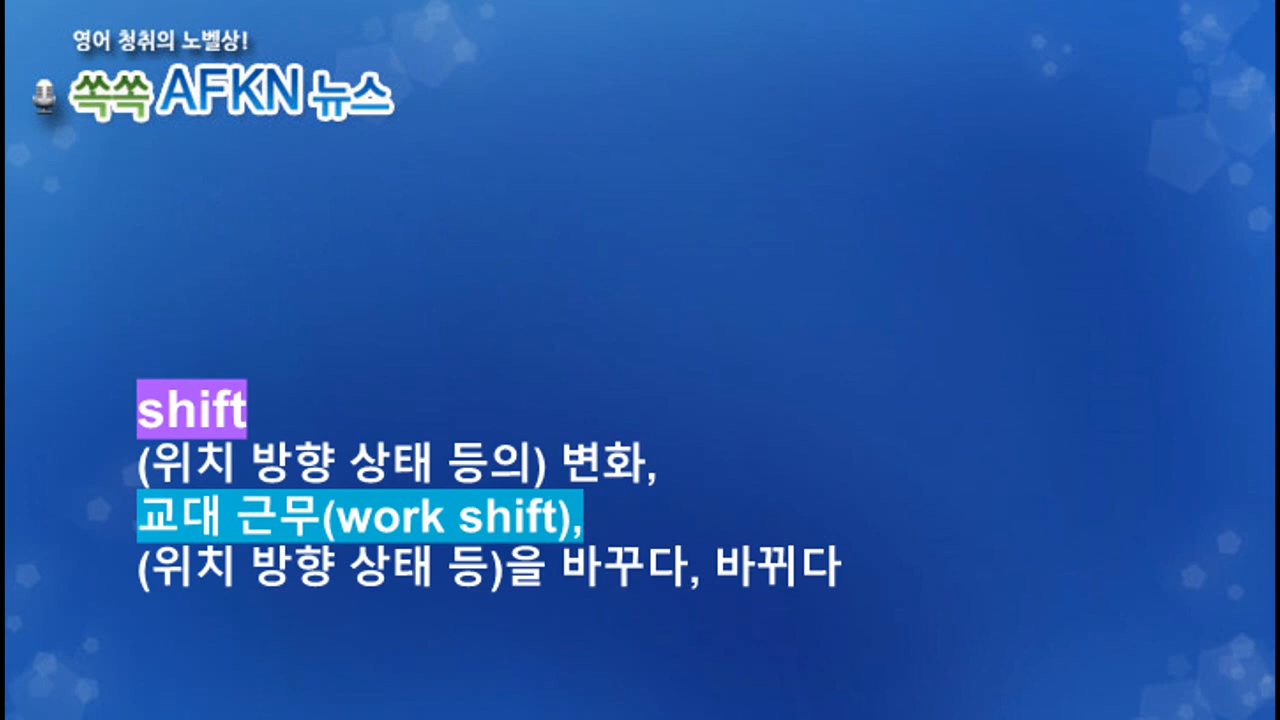 영어 청취의 노벨상!
쏙쏙 AFKN 뉴스
shift
(위치 방향 상태 등의) 변화,
교대 근무(work shift),
(위치 방향 상태 등)을 바꾸다, 바뀌다